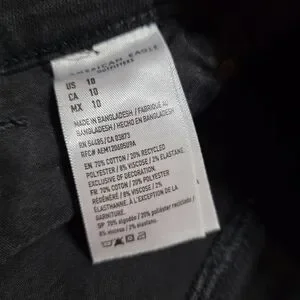 AMERICAN EAGLE
OUTFITTERS
US 10
CA 10
MX 10
MADE IN BANGLADESH / FABRIQUÉ AU
BANGLADESH / HECHO EN BANGLADESH
RN 54485/CA 03873
RFC# AEM12060509A
EN 70% COTTON / 20% RECYCLED
POLYESTER / 8% VISCOSE / 2% ELASTANE.
EXCLUSIVE OF DECORATION.
FR 70% COTON / 20% POLYESTER
RECYCLÉ / 8% VISCOSE / 2%
ÉLASTHANNE. À L'EXCEPTION DE LA
GARNITURE.
SP 70% algodón / 20% poliéster reciclado /
8% viscosa / 2% elastano.